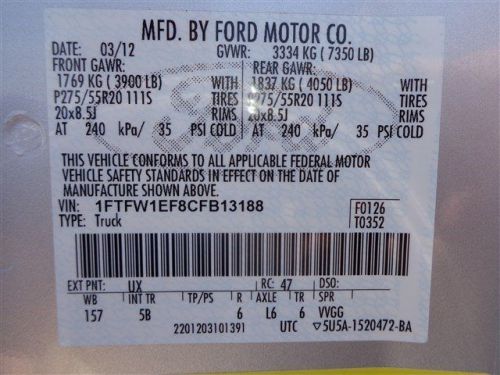 MFD. BY FORD MOTOR CO.
DATE: 03/12 GVWR: 3334 KG (7350 LB)
FRONT GAWR: REAR GAWR:
1769 KG (3900 LB) WITH 1837 KG (4050 LB) WITH
P275/55R20 111S TIRES P275/55R20 111S TIRES
20x8.5J RIMS 20x8.5J RIMS
AT 240 kPa/ 35 PSI COLD AT 240 kPa/ 35 PSI COLD
THIS VEHICLE CONFORMS TO ALL APPLICABLE FEDERAL MOTOR
VEHICLE SAFETY STANDARDS IN EFFECT ON THE DATE OF
MANUFACTURE SHOWN ABOVE.
VIN: 1FTFW1EF8CFB13188 F0126
TYPE: Truck T0352
EXT PNT: UX RC: 47 DSO:
WB INT TR TP/PS R AXLE TR SPR
157 5B 6 L6 6 VVGG
2201203101391 UTC ▽5U5A-1520472-BA